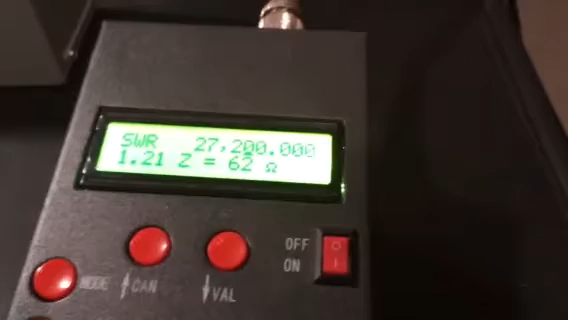 SWR 27,200.000
1.21 Z = 62 Ω
OFF
ON
MODE
CAN
VAL